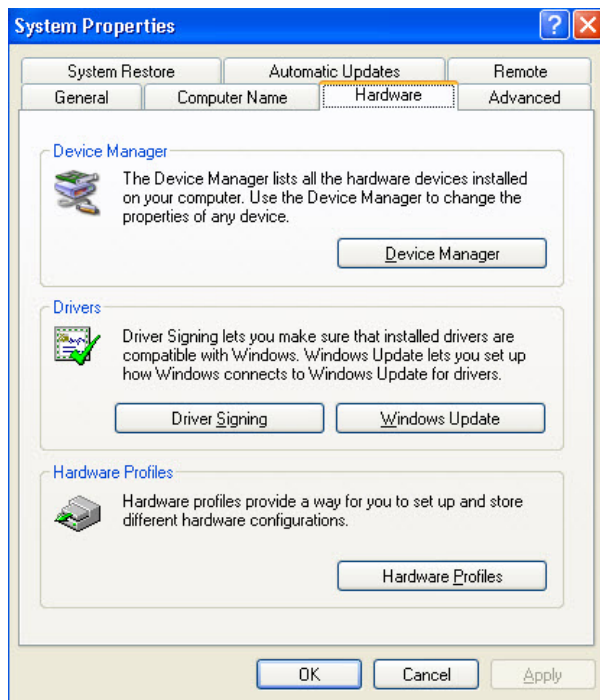 System Properties
System Restore Automatic Updates Remote
General Computer Name Hardware Advanced
Device Manager
The Device Manager lists all the hardware devices installed
on your computer. Use the Device Manager to change the
properties of any device.
Device Manager
Drivers
Driver Signing lets you make sure that installed drivers are
compatible with Windows. Windows Update lets you set up
how Windows connects to Windows Update for drivers.
Driver Signing Windows Update
Hardware Profiles
Hardware profiles provide a way for you to set up and store
different hardware configurations.
Hardware Profiles
OK Cancel Apply